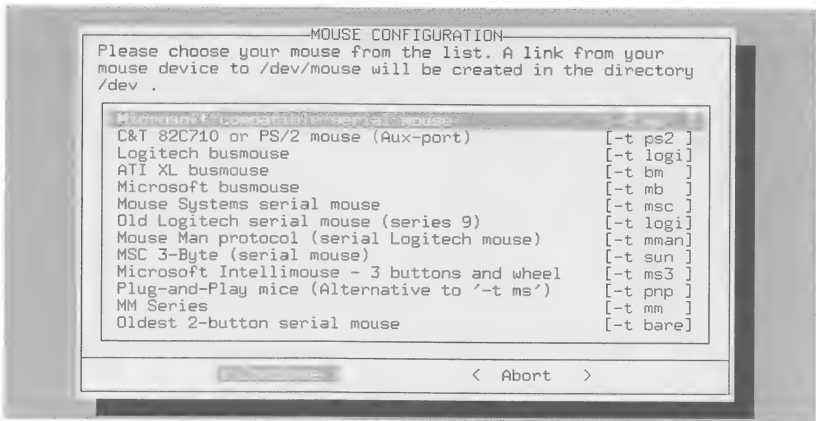 MOUSE CONFIGURATION
Please choose your mouse from the list. A link from your
mouse device to /dev/mouse will be created in the directory
/dev .
Microsoft compatible serial mouse
C&T 82C710 or PS/2 mouse (Aux-port) [-t ps2 ]
Logitech busmouse [-t logi]
ATI XL busmouse [-t bm ]
Microsoft busmouse [-t mb ]
Mouse Systems serial mouse [-t msc ]
Old Logitech serial mouse (series 9) [-t logi]
Mouse Man protocol (serial Logitech mouse) [-t mman]
MSC 3-Byte (serial mouse) [-t sun ]
Microsoft Intellimouse - 3 buttons and wheel [-t ms3 ]
Plug-and-Play mice (Alternative to '-t ms') [-t pnp ]
MM Series [-t mm ]
Oldest 2-button serial mouse [-t bare]
< Abort >